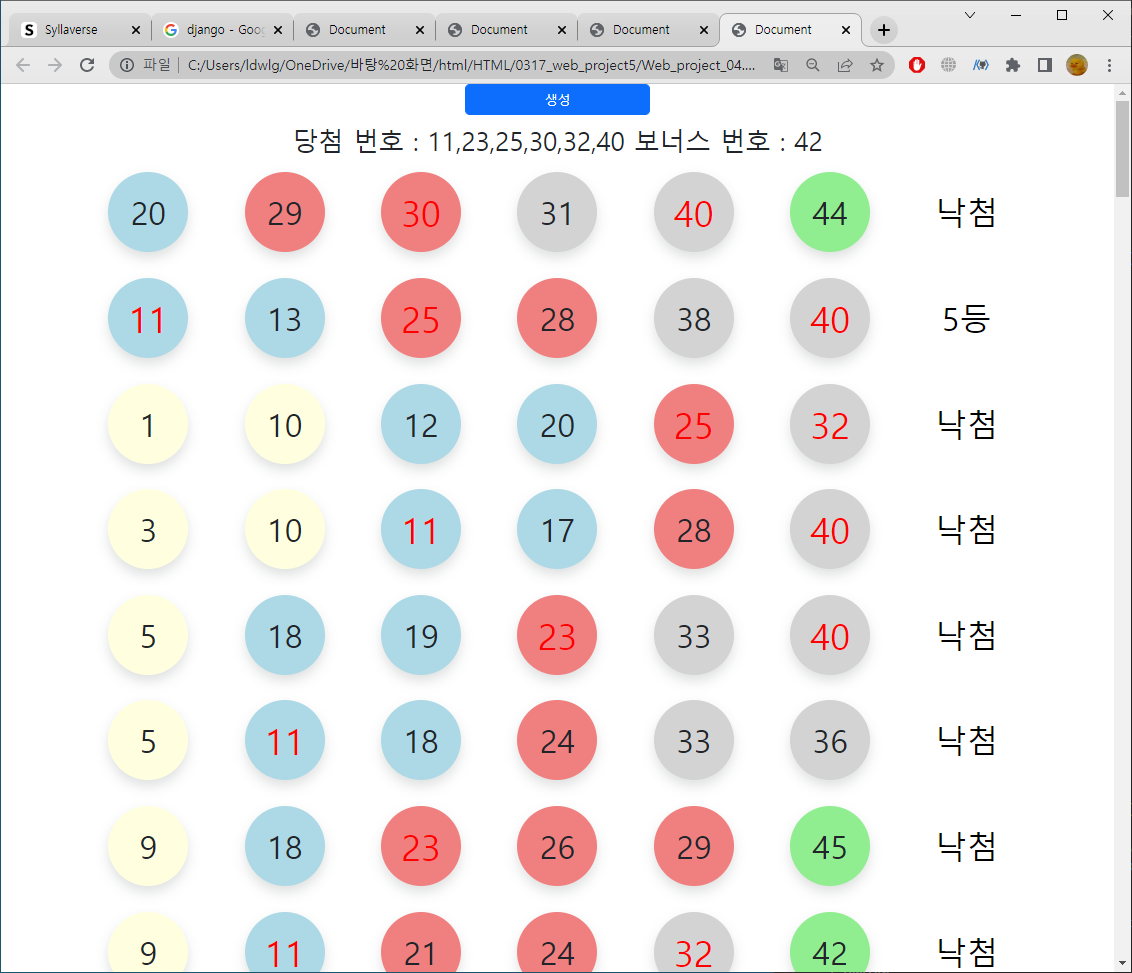 Syllaverse
django - Goog
Document
Document
Document
Document
파일
C:/Users/ldwlg/OneDrive/바탕%20화면/html/HTML/0317_web_project5/Web_project_04....
생성
당첨 번호 : 11,23,25,30,32,40 보너스 번호 : 42
20 29 30 31 40 44 낙첨
11 13 25 28 38 40 5등
1 10 12 20 25 32 낙첨
3 10 11 17 28 40 낙첨
5 18 19 23 33 40 낙첨
5 11 18 24 33 36 낙첨
9 18 23 26 29 45 낙첨
9 11 21 24 32 42 낙첨